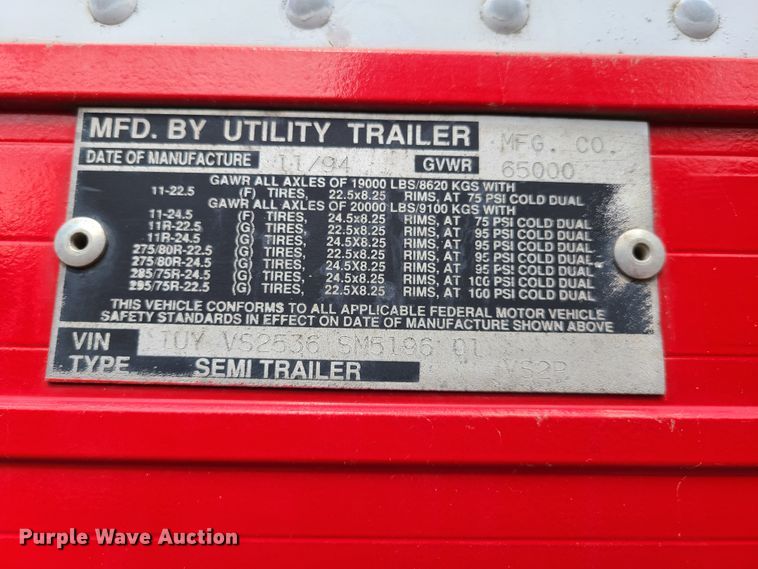 MFD. BY UTILITY TRAILER MFG. CO.
DATE OF MANUFACTURE 11/94 GVWR 65000
GAWR ALL AXLES OF 19000 LBS/8620 KGS WITH
11-22.5 (F) TIRES, 22.5x8.25 RIMS, AT 75 PSI COLD DUAL
GAWR ALL AXLES OF 20000 LBS/9100 KGS WITH
11-24.5 (F) TIRES, 24.5x8.25 RIMS, AT 75 PSI COLD DUAL
11R-22.5 (G) TIRES, 22.5x8.25 RIMS, AT 95 PSI COLD DUAL
11R-24.5 (G) TIRES, 24.5x8.25 RIMS, AT 95 PSI COLD DUAL
275/80R-22.5 (G) TIRES, 22.5x8.25 RIMS, AT 95 PSI COLD DUAL
275/80R-24.5 (G) TIRES, 24.5x8.25 RIMS, AT 95 PSI COLD DUAL
285/75R-24.5 (G) TIRES, 24.5x8.25 RIMS, AT 100 PSI COLD DUAL
295/75R-22.5 (G) TIRES, 22.5x8.25 RIMS, AT 100 PSI COLD DUAL
THIS VEHICLE CONFORMS TO ALL APPLICABLE FEDERAL MOTOR VEHICLE
SAFETY STANDARDS IN EFFECT ON DATE OF MANUFACTURE SHOWN ABOVE
VIN 1UY VS2536 SM5196 01
TYPE SEMI TRAILER
Purple Wave Auction